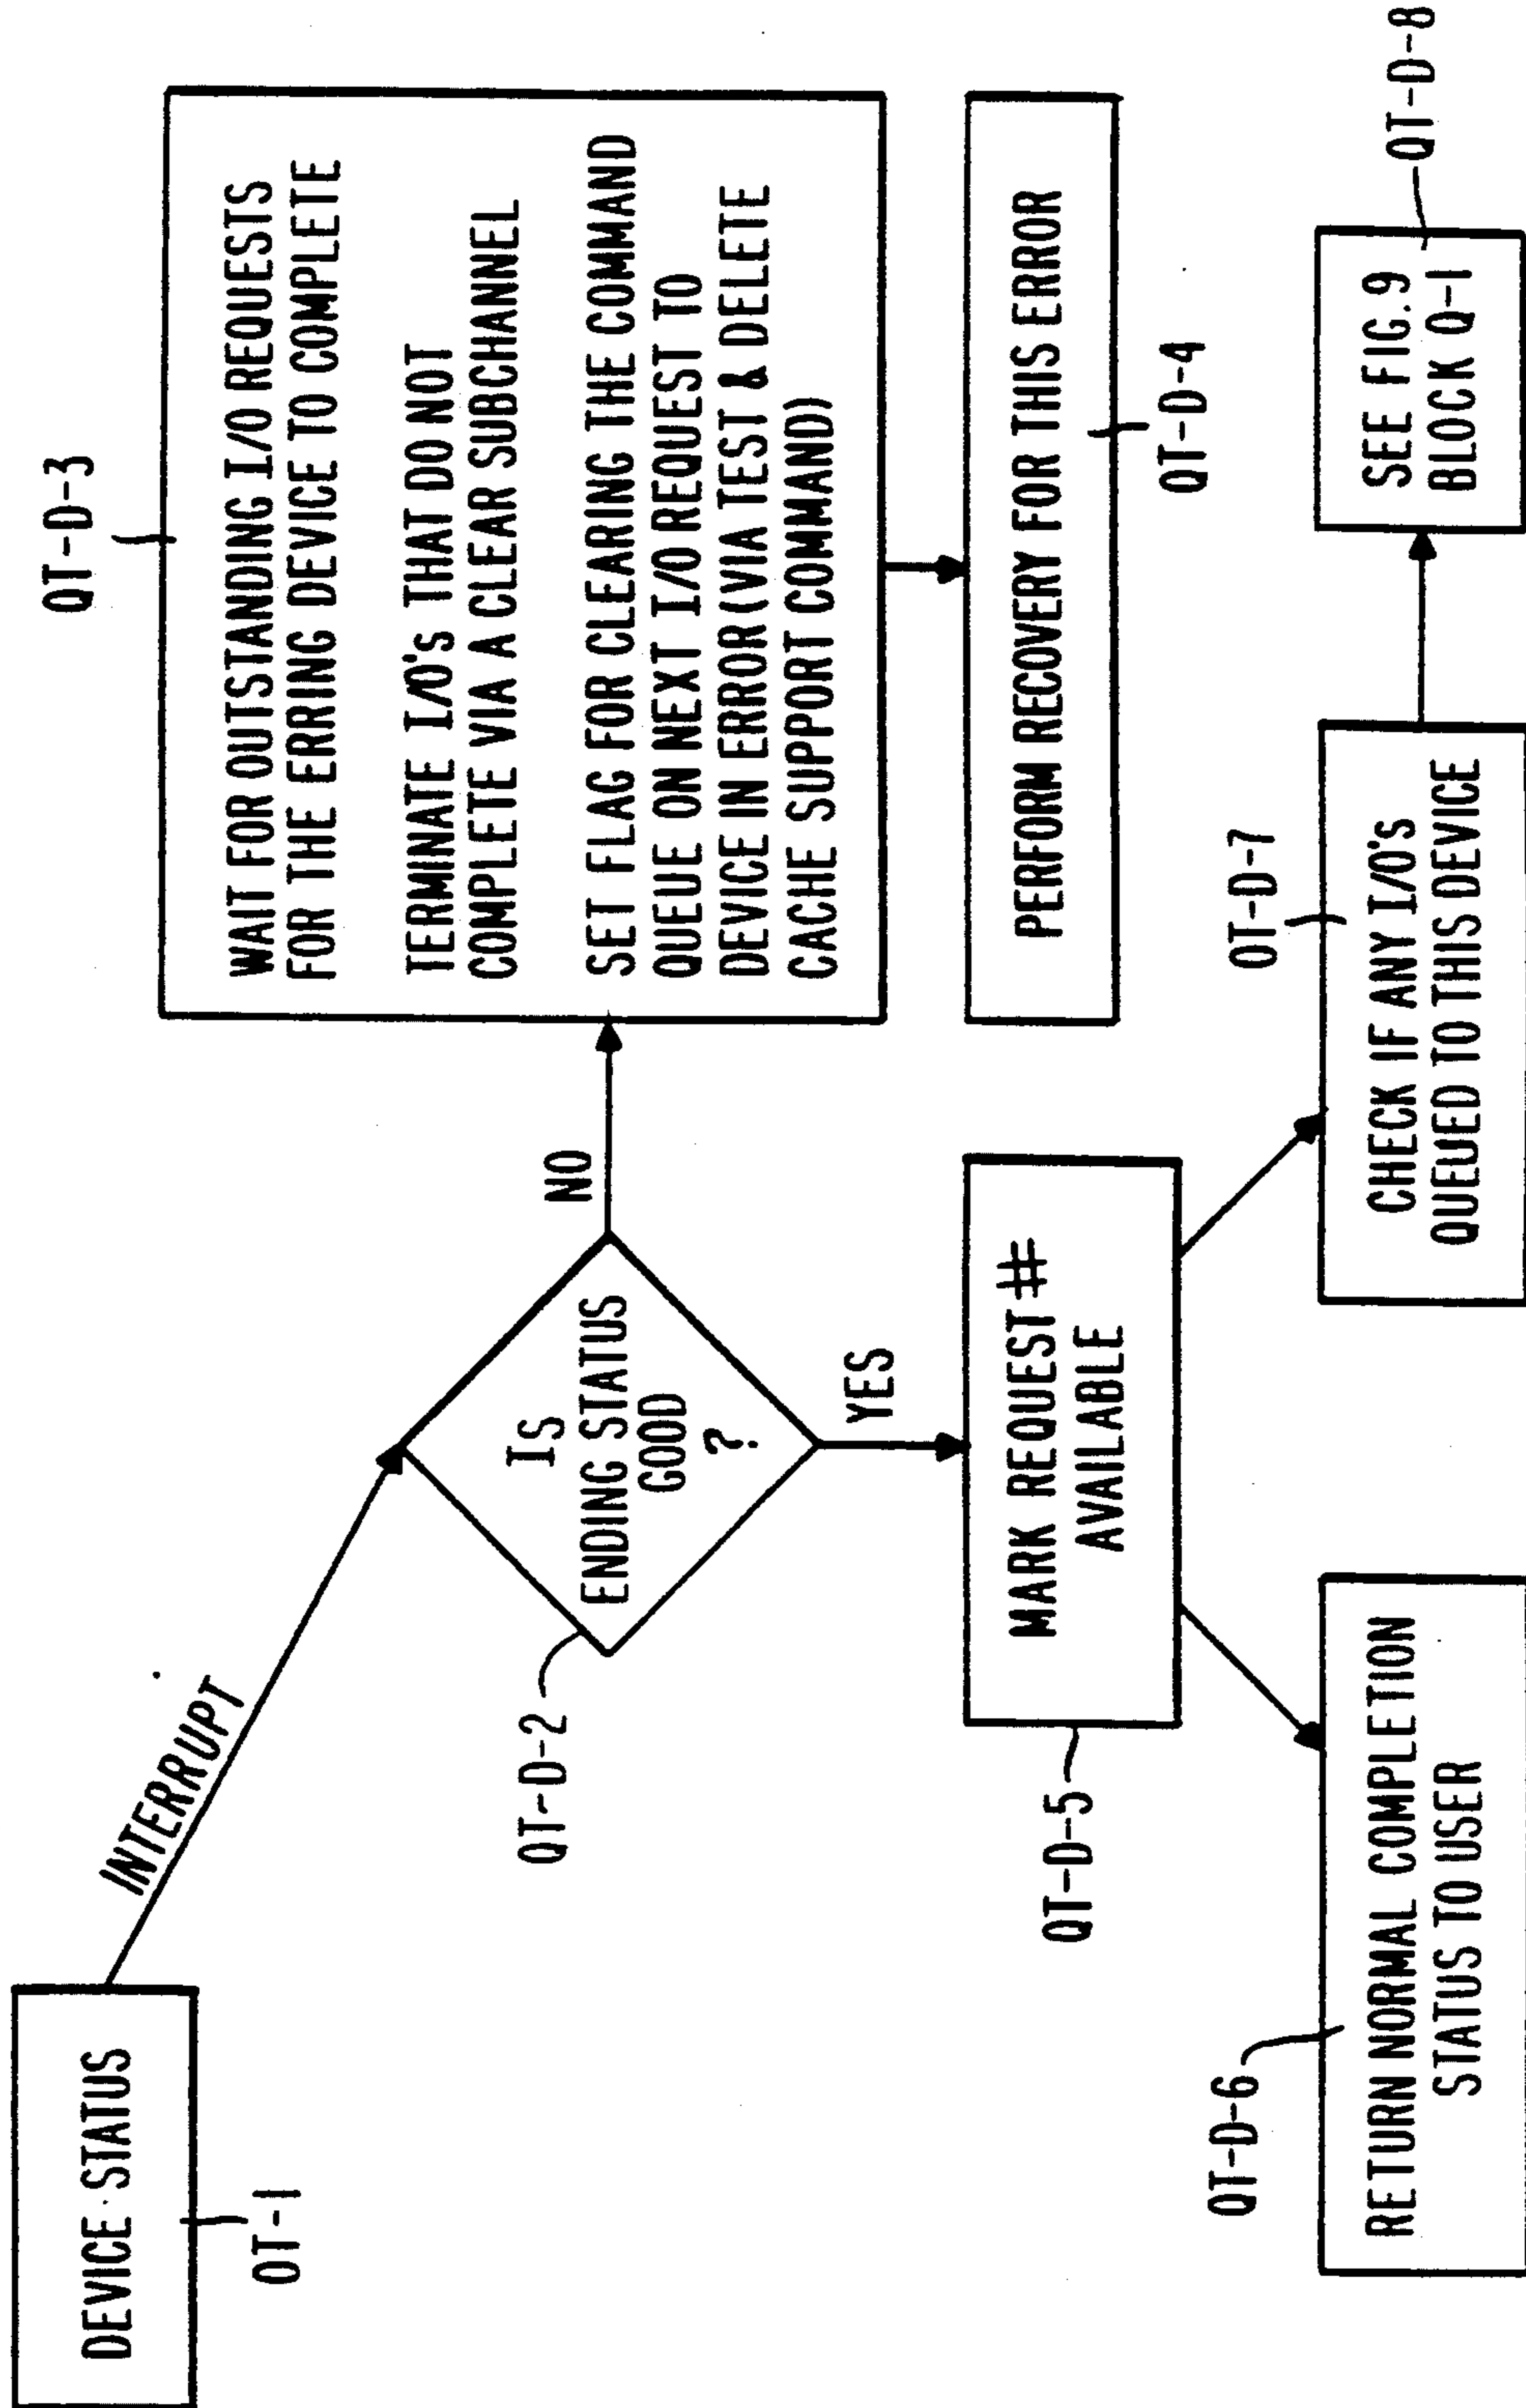 DEVICE STATUS
OT-1
INTERRUPT
QT-D-2
IS
ENDING STATUS
GOOD
?
NO
QT-D-3
WAIT FOR OUTSTANDING I/O REQUESTS
FOR THE ERRING DEVICE TO COMPLETE
TERMINATE I/O's THAT DO NOT
COMPLETE VIA A CLEAR SUBCHANNEL
SET FLAG FOR CLEARING THE COMMAND
QUEUE ON NEXT I/O REQUEST TO
DEVICE IN ERROR (VIA TEST & DELETE
CACHE SUPPORT COMMAND)
PERFORM RECOVERY FOR THIS ERROR
QT-D-4
YES
MARK REQUEST #
AVAILABLE
QT-D-5
QT-D-6
RETURN NORMAL COMPLETION
STATUS TO USER
OT-D-7
CHECK IF ANY I/O's
QUEUED TO THIS DEVICE
SEE FIG. 9
BLOCK Q-1
QT-D-8